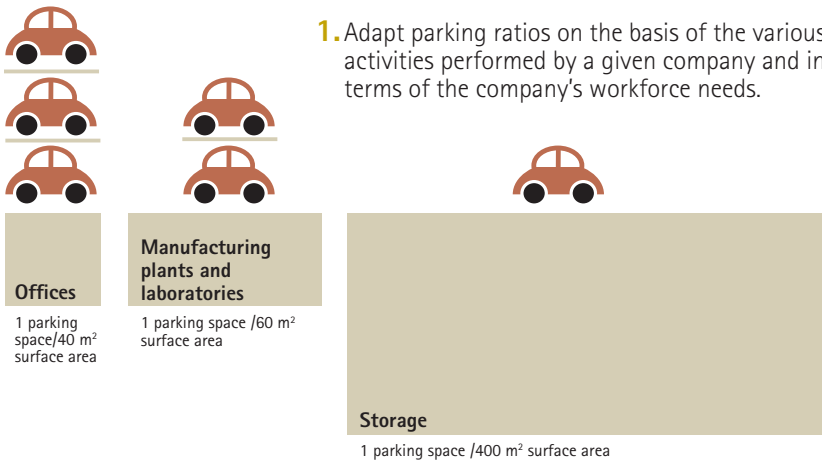 1. Adapt parking ratios on the basis of the various
activities performed by a given company and in
terms of the company's workforce needs.
Offices
1 parking
space/40 m²
surface area
Manufacturing
plants and
laboratories
1 parking space /60 m²
surface area
Storage
1 parking space /400 m² surface area